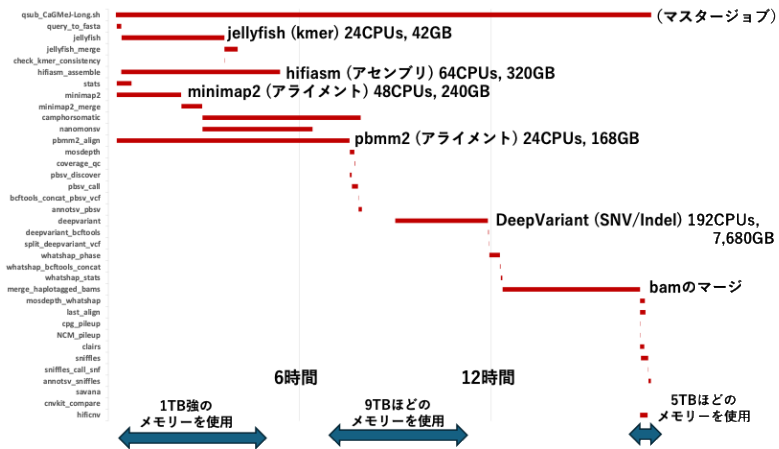 qsub_CaGMeJ-Long.sh
(マスタージョブ)
query_to_fasta
jellyfish
jellyfish (kmer) 24CPUs, 42GB
jellyfish_merge
check_kmer_consistency
hifiasm_assemble
hifiasm (アセンブリ) 64CPUs, 320GB
stats
minimap2
minimap2 (アライメント) 48CPUs, 240GB
minimap2_merge
camphorsomatic
nanomonsv
pbmm2_align
pbmm2 (アライメント) 24CPUs, 168GB
mosdepth
coverage_qc
pbsv_discover
pbsv_call
bcftools_concat_pbsv_vcf
annotsv_pbsv
deepvariant
DeepVariant (SNV/Indel) 192CPUs,
7,680GB
deepvariant_bcftools
split_deepvariant_vcf
whatshap_phase
whatshap_bcftools_concat
whatshap_stats
merge_haplotagged_bams
bamのマージ
mosdepth_whatshap
last_align
cpg_pileup
NCM_pileup
clairs
sniffles
sniffles_call_snf
annotsv_sniffles
savana
cnvkit_compare
hificnv
6時間
12時間
1TB強の
メモリーを使用
9TBほどの
メモリーを使用
5TBほどの
メモリーを使用